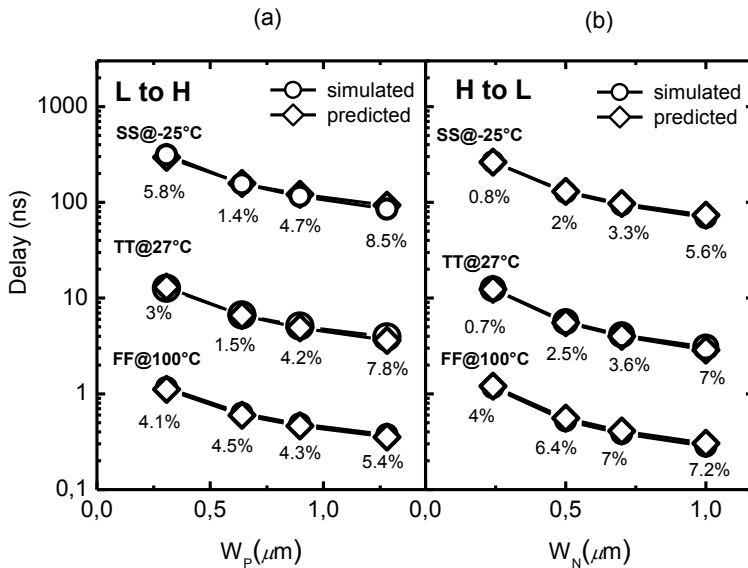 (a)
(b)
Delay (ns)
1000
100
10
1
0,1
L to H
simulated
predicted
SS@-25°C
5.8%
1.4%
4.7%
8.5%
TT@27°C
3%
1.5%
4.2%
7.8%
FF@100°C
4.1%
4.5%
4.3%
5.4%
H to L
simulated
predicted
SS@-25°C
0.8%
2%
3.3%
5.6%
TT@27°C
0.7%
2.5%
3.6%
7%
FF@100°C
4%
6.4%
7%
7.2%
0,0 0,5 1,0 0,0 0,5 1,0
W_P(μm)
W_N(μm)